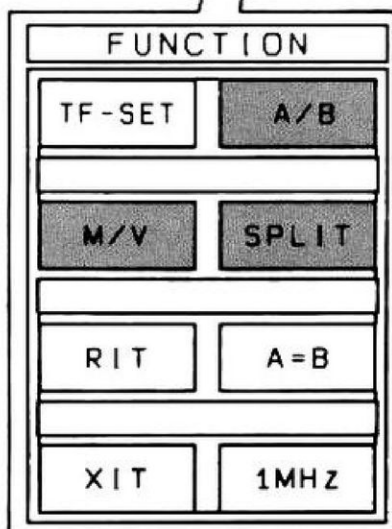 FUNCTION
TF-SET A/B
M/V SPLIT
RIT A=B
XIT 1MHz